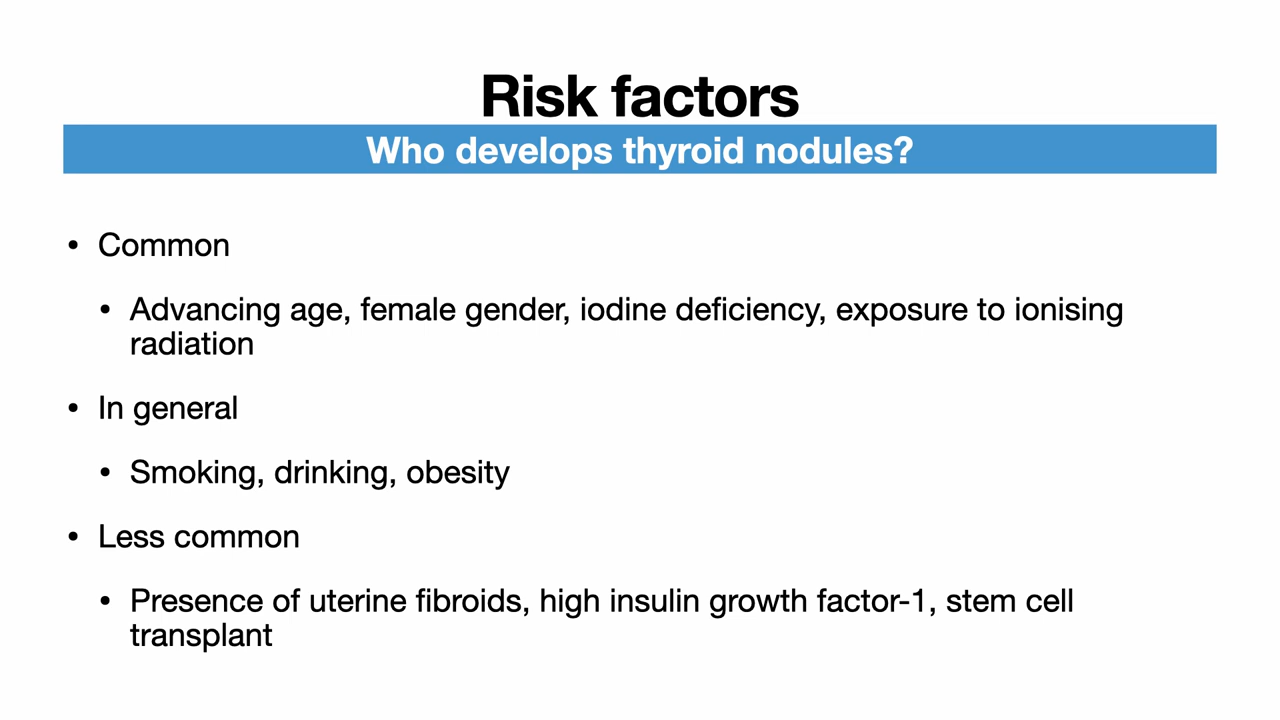 Risk factors
Who develops thyroid nodules?
• Common
• Advancing age, female gender, iodine deficiency, exposure to ionising
radiation
• In general
• Smoking, drinking, obesity
• Less common
• Presence of uterine fibroids, high insulin growth factor-1, stem cell
transplant